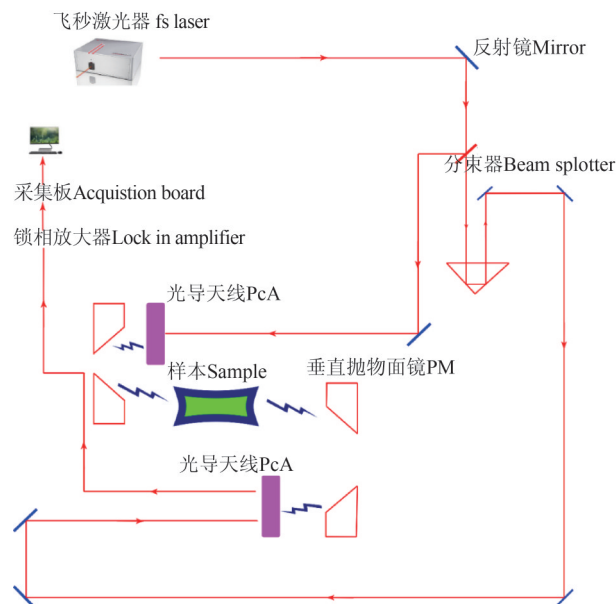 飞秒激光器 fs laser
反射镜Mirror
分束器Beam splotter
采集板Acquistion board
锁相放大器Lock in amplifier
光导天线PcA
样本Sample
垂直抛物面镜PM
光导天线PcA